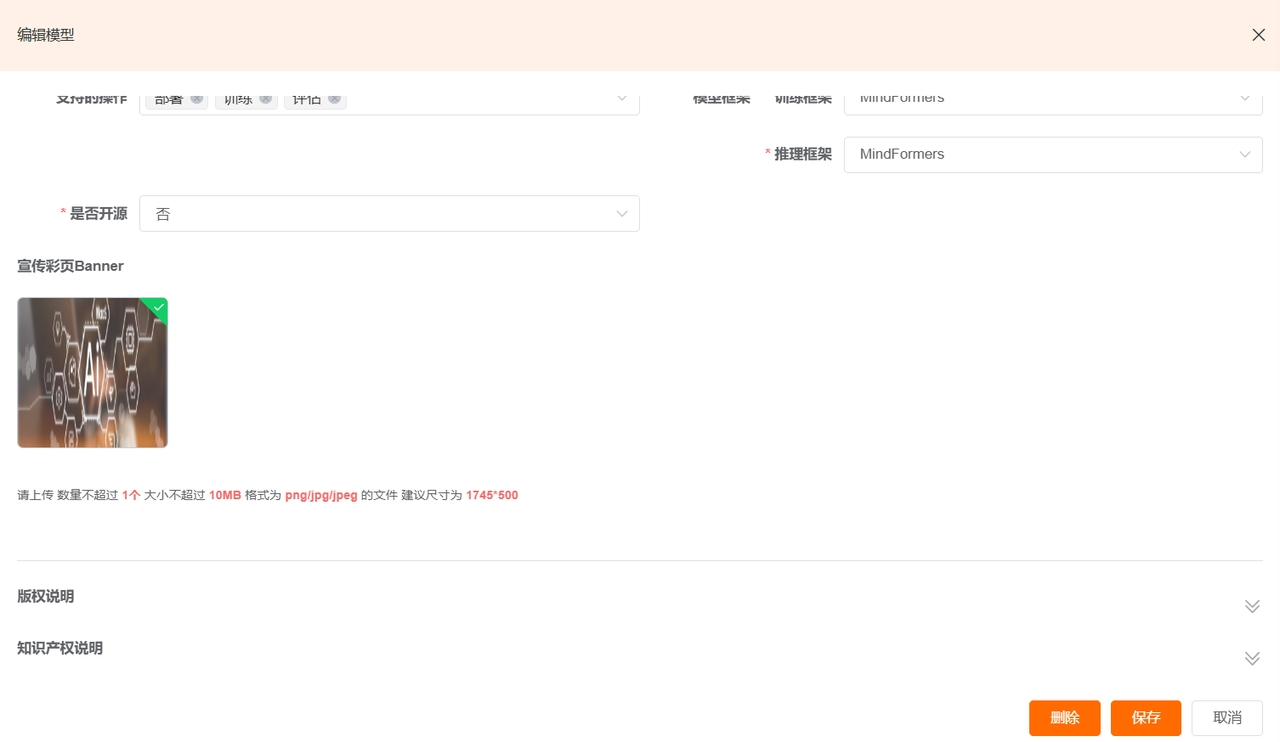 编辑模型
支持的操作 部署 训练 评估 模型框架 训练框架 MindFormers
* 推理框架 MindFormers
* 是否开源 否
宣传彩页Banner
Ai
请上传 数量不超过 1个 大小不超过 10MB 格式为 png/jpg/jpeg 的文件 建议尺寸为 1745*500
版权说明
知识产权说明
删除 保存 取消